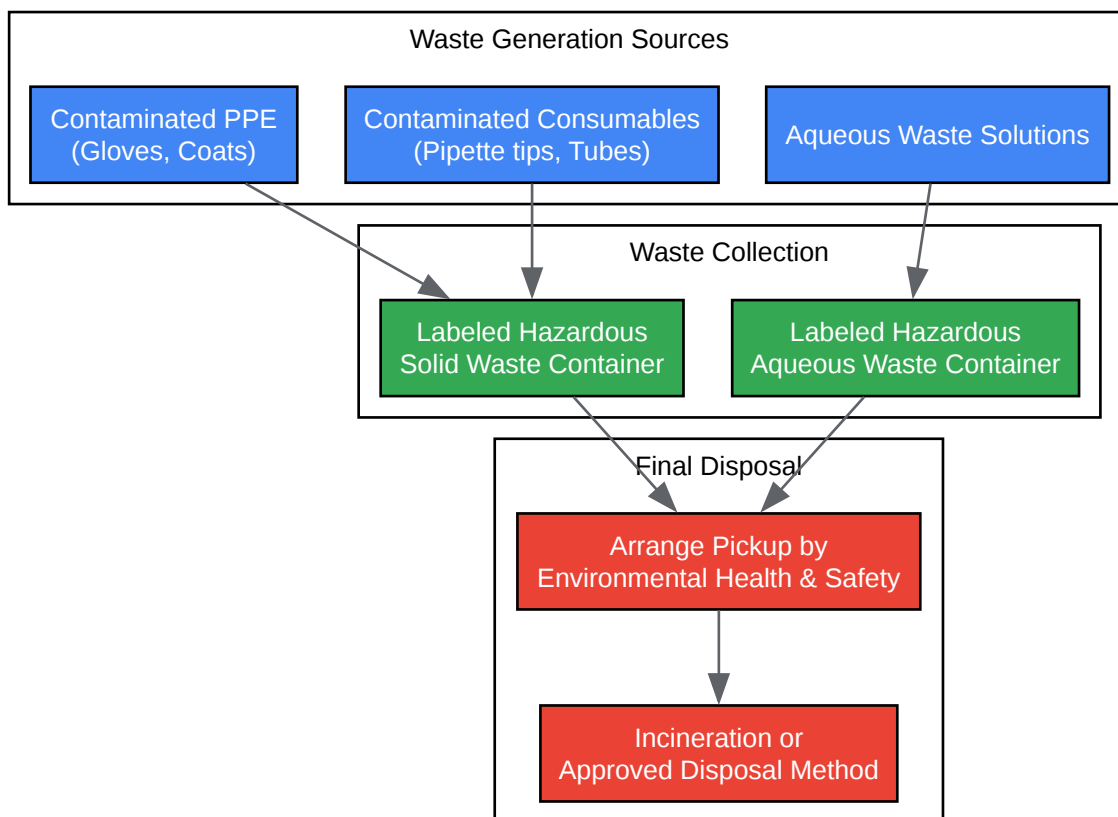 Waste Generation Sources
Contaminated PPE
(Gloves, Coats)
Contaminated Consumables
(Pipette tips, Tubes)
Aqueous Waste Solutions
Waste Collection
Labeled Hazardous
Solid Waste Container
Labeled Hazardous
Aqueous Waste Container
Final Disposal
Arrange Pickup by
Environmental Health & Safety
Incineration or
Approved Disposal Method